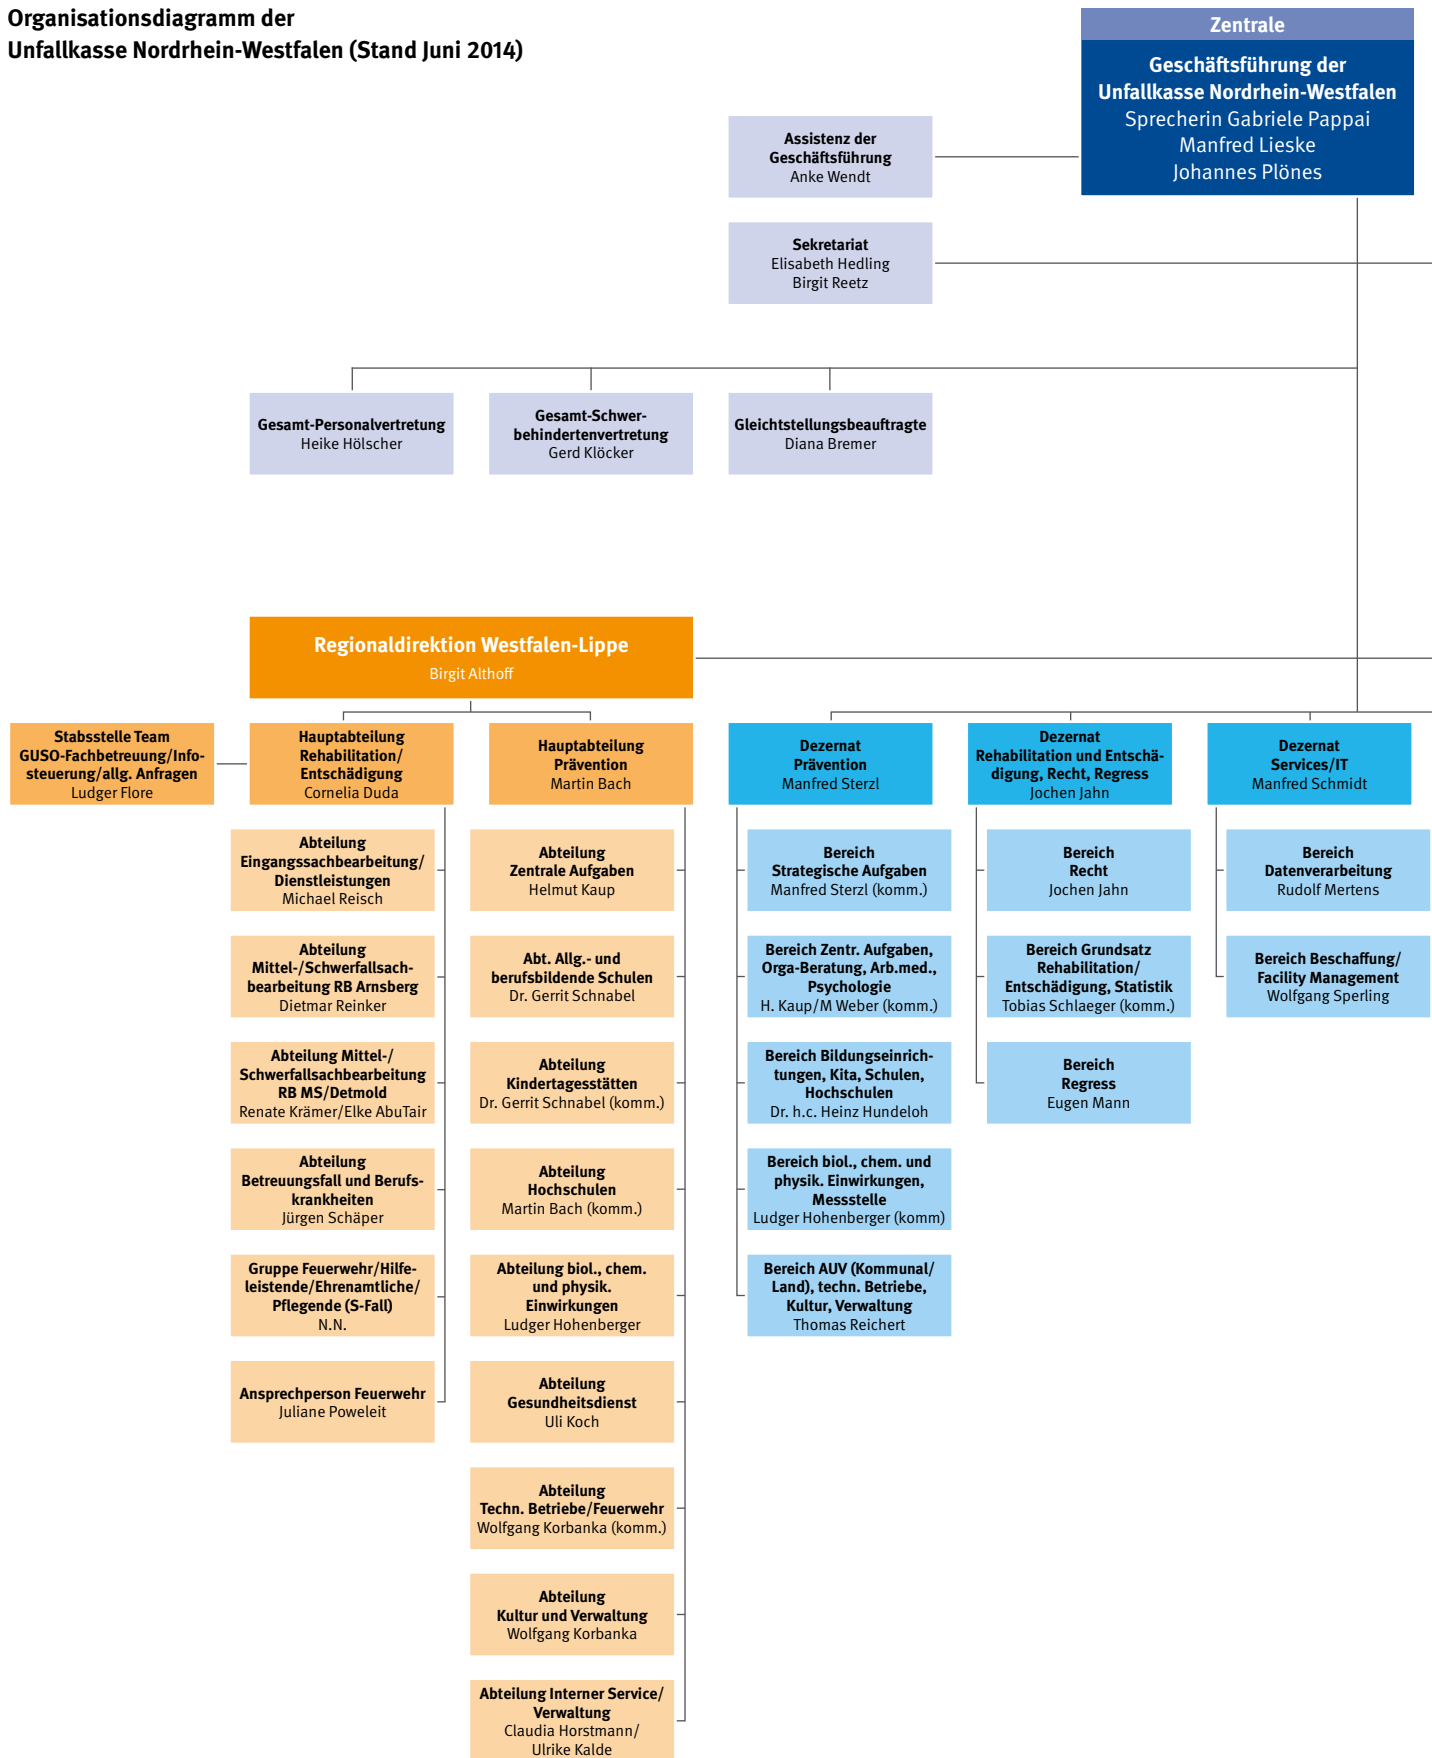 Organisationsdiagramm der
Unfallkasse Nordrhein-Westfalen (Stand Juni 2014)
Zentrale
Geschäftsführung der
Unfallkasse Nordrhein-Westfalen
Sprecherin Gabriele Pappai
Manfred Lieske
Johannes Plönes
Assistenz der
Geschäftsführung
Anke Wendt
Sekretariat
Elisabeth Hedling
Birgit Reetz
Gesamt-Personalvertretung
Heike Hölscher
Gesamt-Schwer-
behindertenvertretung
Gerd Klöcker
Gleichstellungsbeauftragte
Diana Bremer
Regionaldirektion Westfalen-Lippe
Birgit Althoff
Stabsstelle Team
GUSO-Fachbetreuung/Info-
steuerung/allg. Anfragen
Ludger Flore
Hauptabteilung
Rehabilitation/
Entschädigung
Cornelia Duda
Hauptabteilung
Prävention
Martin Bach
Dezernat
Prävention
Manfred Sterzl
Dezernat
Rehabilitation und Entschä-
digung, Recht, Regress
Jochen Jahn
Dezernat
Services/IT
Manfred Schmidt
Abteilung
Eingangssachbearbeitung/
Dienstleistungen
Michael Reisch
Abteilung
Mittel-/Schwerfallsach-
bearbeitung RB Arnsberg
Dietmar Reinker
Abteilung Mittel-/
Schwerfallsachbearbeitung
RB MS/Detmold
Renate Krämer/Elke AbuTair
Abteilung
Betreuungsfall und Berufs-
krankheiten
Jürgen Schäper
Gruppe Feuerwehr/Hilfe-
leistende/Ehrenamtliche/
Pflegende (S-Fall)
N.N.
Ansprechperson Feuerwehr
Juliane Poweleit
Abteilung
Zentrale Aufgaben
Helmut Kaup
Abt. Allg.- und
berufsbildende Schulen
Dr. Gerrit Schnabel
Abteilung
Kindertagesstätten
Dr. Gerrit Schnabel (komm.)
Abteilung
Hochschulen
Martin Bach (komm.)
Abteilung biol., chem.
und physik.
Einwirkungen
Ludger Hohenberger
Abteilung
Gesundheitsdienst
Uli Koch
Abteilung
Techn. Betriebe/Feuerwehr
Wolfgang Korbanka (komm.)
Abteilung
Kultur und Verwaltung
Wolfgang Korbanka
Abteilung Interner Service/
Verwaltung
Claudia Horstmann/
Ulrike Kalde
Bereich
Strategische Aufgaben
Manfred Sterzl (komm.)
Bereich Zentr. Aufgaben,
Orga-Beratung, Arb.med.,
Psychologie
H. Kaup/M Weber (komm.)
Bereich Bildungseinrich-
tungen, Kita, Schulen,
Hochschulen
Dr. h.c. Heinz Hundeloh
Bereich biol., chem. und
physik. Einwirkungen,
Messstelle
Ludger Hohenberger (komm)
Bereich AUV (Kommunal/
Land), techn. Betriebe,
Kultur, Verwaltung
Thomas Reichert
Bereich
Recht
Jochen Jahn
Bereich Grundsatz
Rehabilitation/
Entschädigung, Statistik
Tobias Schlaeger (komm.)
Bereich
Regress
Eugen Mann
Bereich
Datenverarbeitung
Rudolf Mertens
Bereich Beschaffung/
Facility Management
Wolfgang Sperling